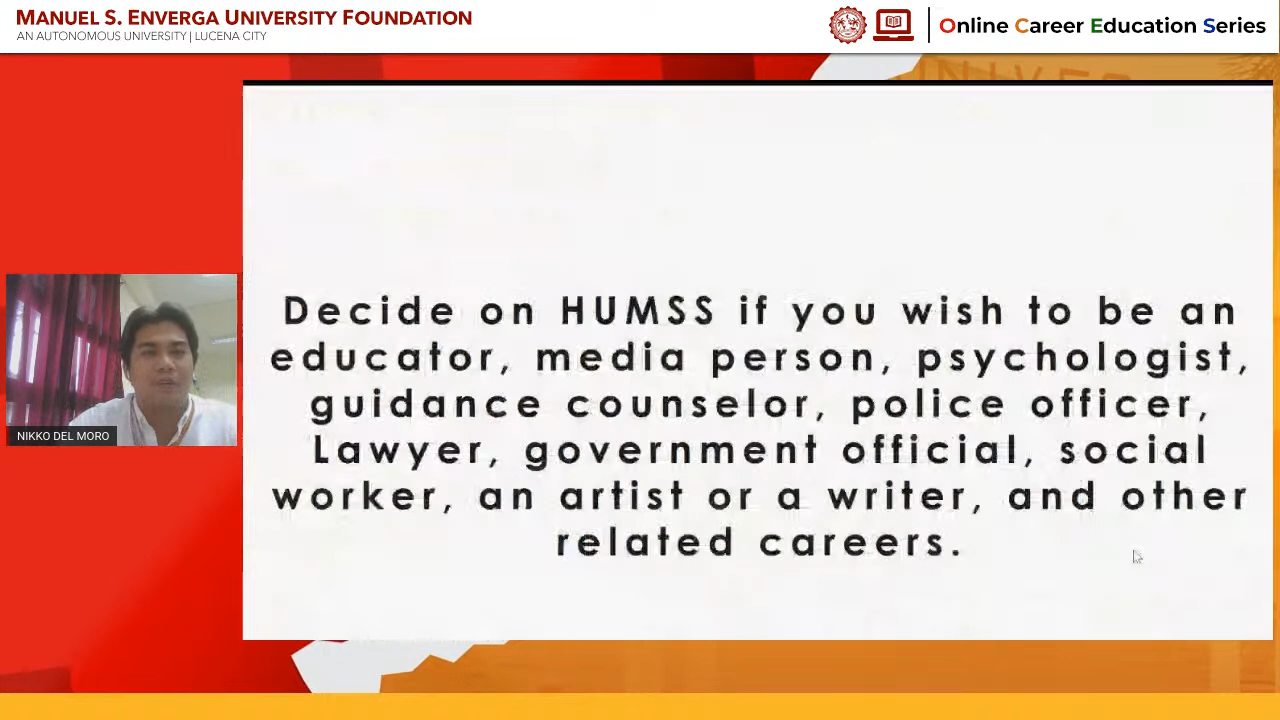 MANUEL S. ENVERGA UNIVERSITY FOUNDATION
AN AUTONOMOUS UNIVERSITY | LUCENA CITY
Online Career Education Series
Decide on HUMSS if you wish to be an
educator, media person, psychologist,
guidance counselor, police officer,
Lawyer, government official, social
worker, an artist or a writer, and other
related careers.
NIKKO DEL MORO